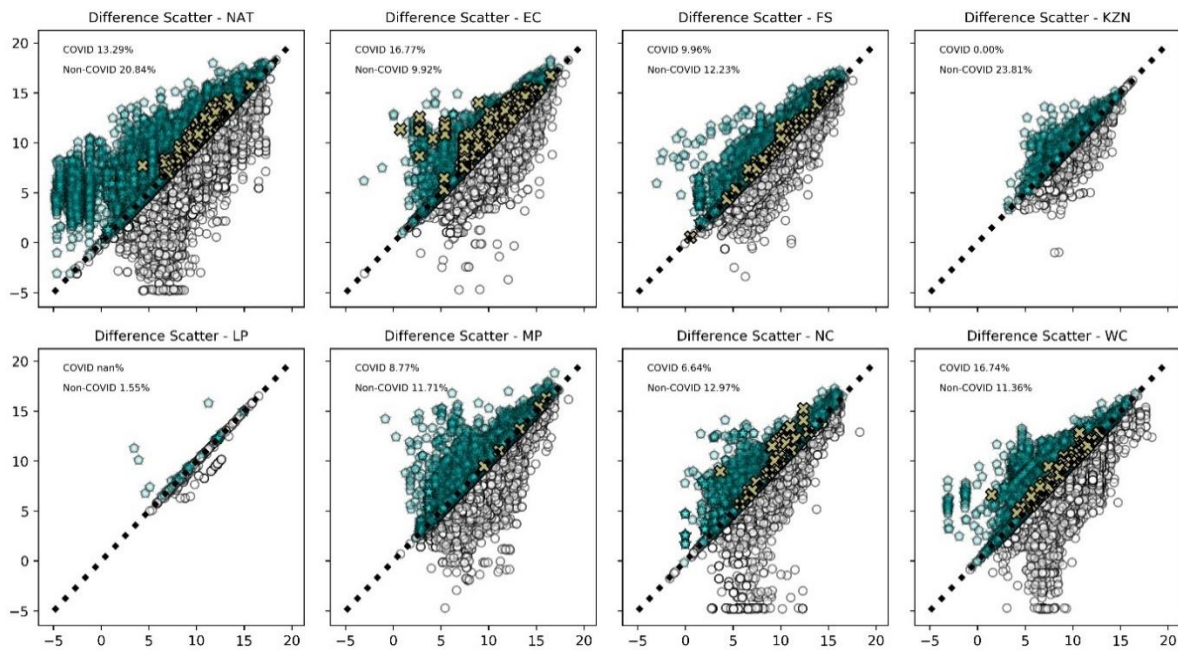 Difference Scatter - NAT
Difference Scatter - EC
Difference Scatter - FS
Difference Scatter - KZN
20
15
10
5
0
−5
COVID 13.29%
Non-COVID 20.84%
COVID 16.77%
Non-COVID 9.92%
COVID 9.96%
Non-COVID 12.23%
COVID 0.00%
Non-COVID 23.81%
Difference Scatter - LP
Difference Scatter - MP
Difference Scatter - NC
Difference Scatter - WC
20
15
10
5
0
−5
COVID nan%
Non-COVID 1.55%
COVID 8.77%
Non-COVID 11.71%
COVID 6.64%
Non-COVID 12.97%
COVID 16.74%
Non-COVID 11.36%
−5 0 5 10 15 20
−5 0 5 10 15 20
−5 0 5 10 15 20
−5 0 5 10 15 20